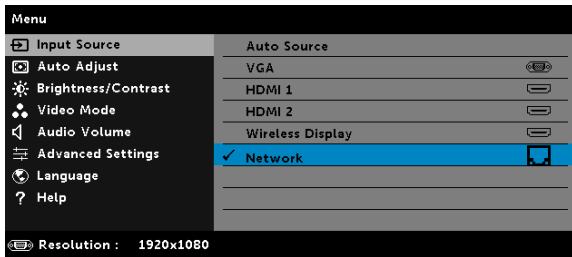 Menu
Input Source
Auto Adjust
Brightness/Contrast
Video Mode
Audio Volume
Advanced Settings
Language
? Help
Auto Source
VGA
HDMI 1
HDMI 2
Wireless Display
✓ Network
Resolution : 1920x1080